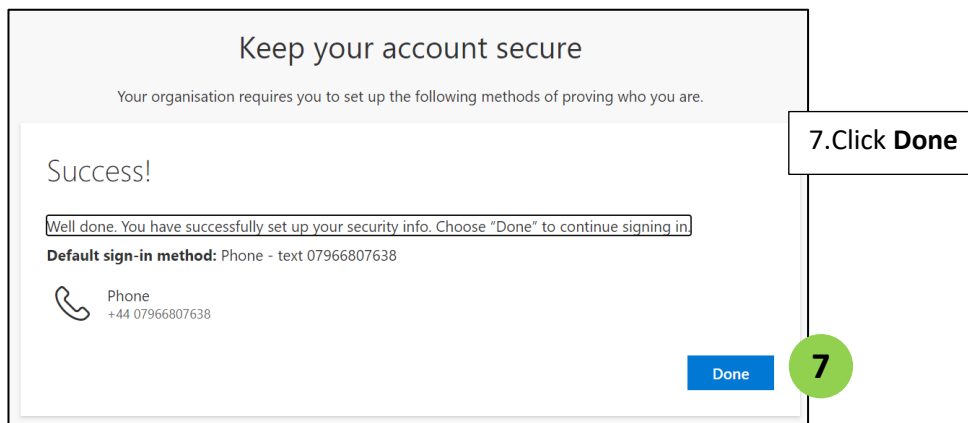 Keep your account secure
Your organisation requires you to set up the following methods of proving who you are.
7.Click Done
Success!
Well done. You have successfully set up your security info. Choose “Done” to continue signing in.
Default sign-in method: Phone - text 07966807638
Phone
+44 07966807638
Done
7